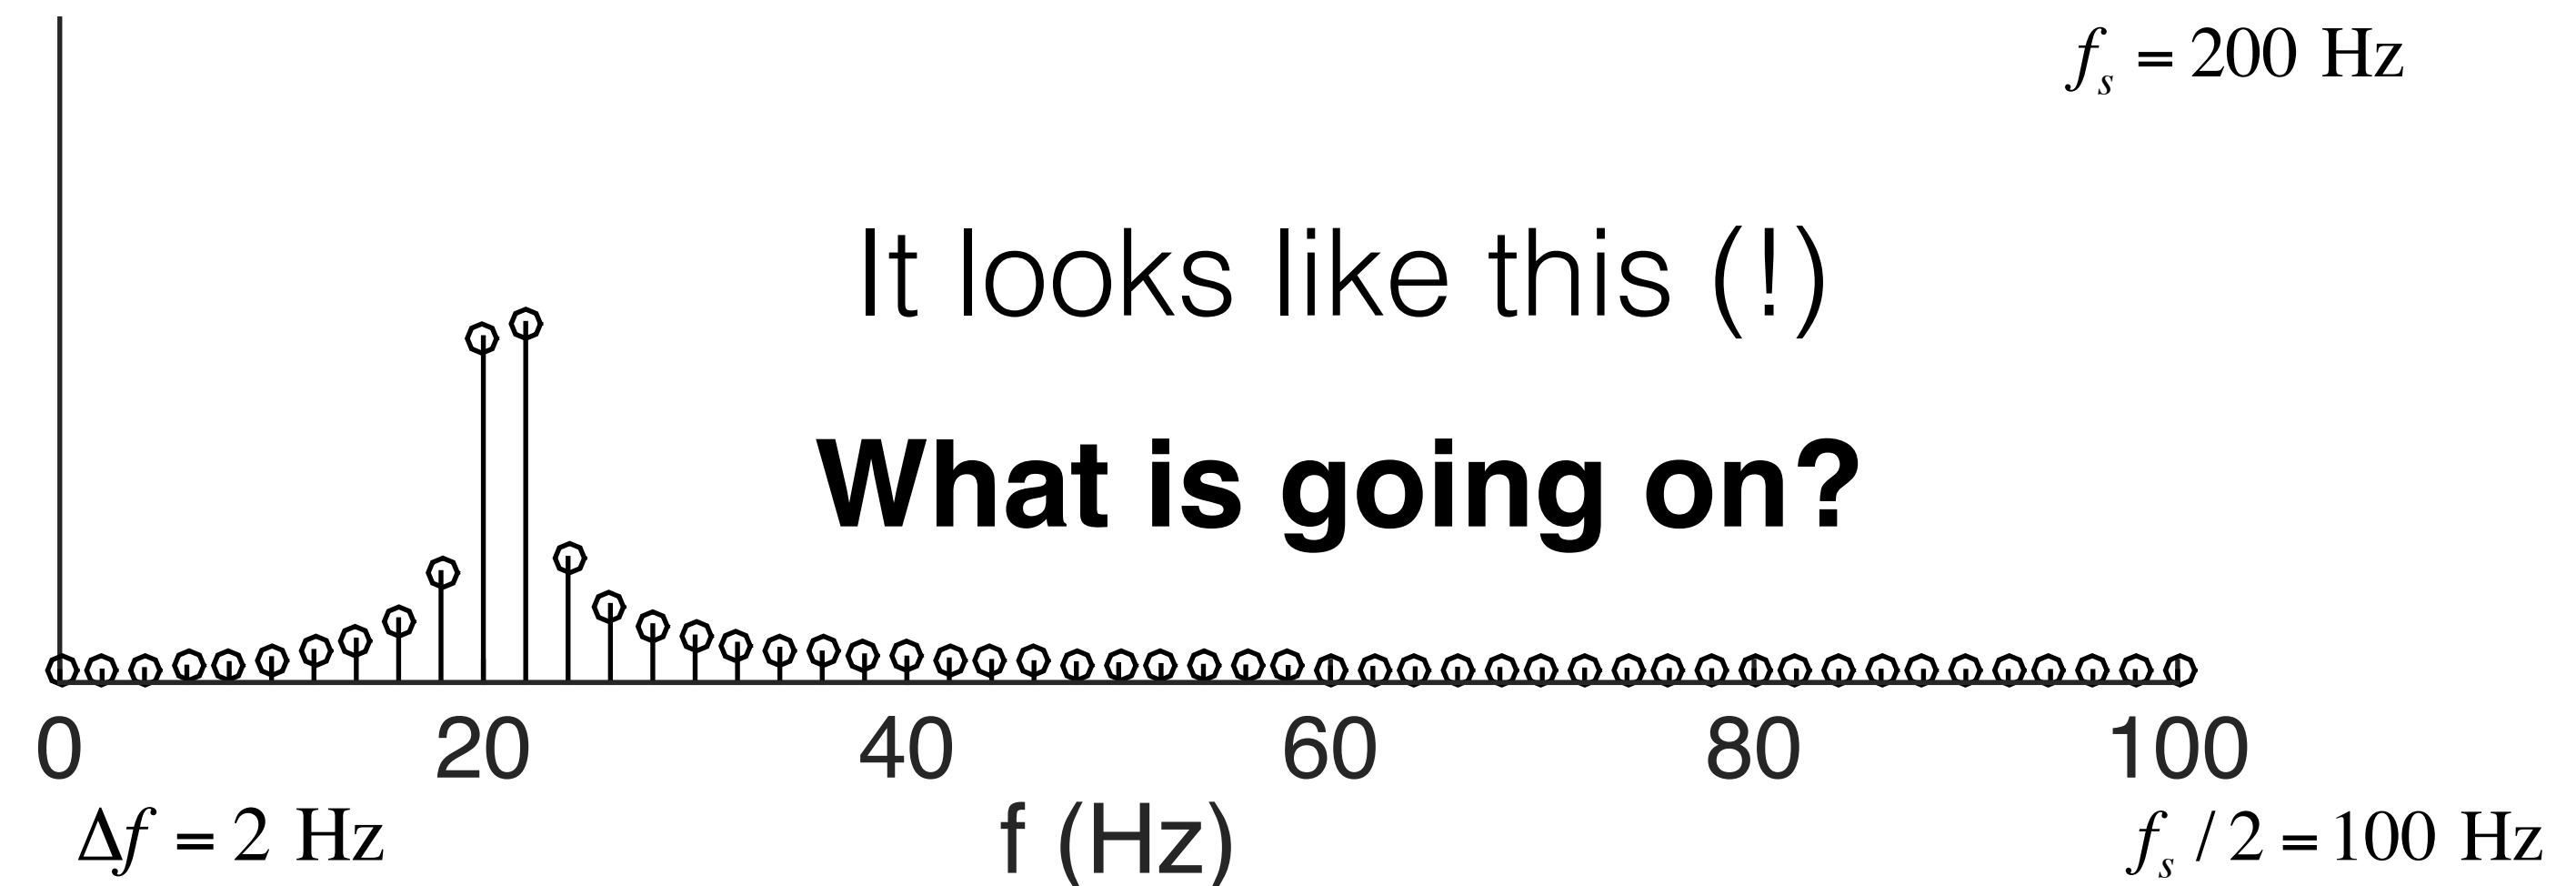 f_s = 200 Hz
It looks like this (!)
What is going on?
0 20 40 60 80 100
Δf = 2 Hz
f (Hz)
f_s / 2 = 100 Hz